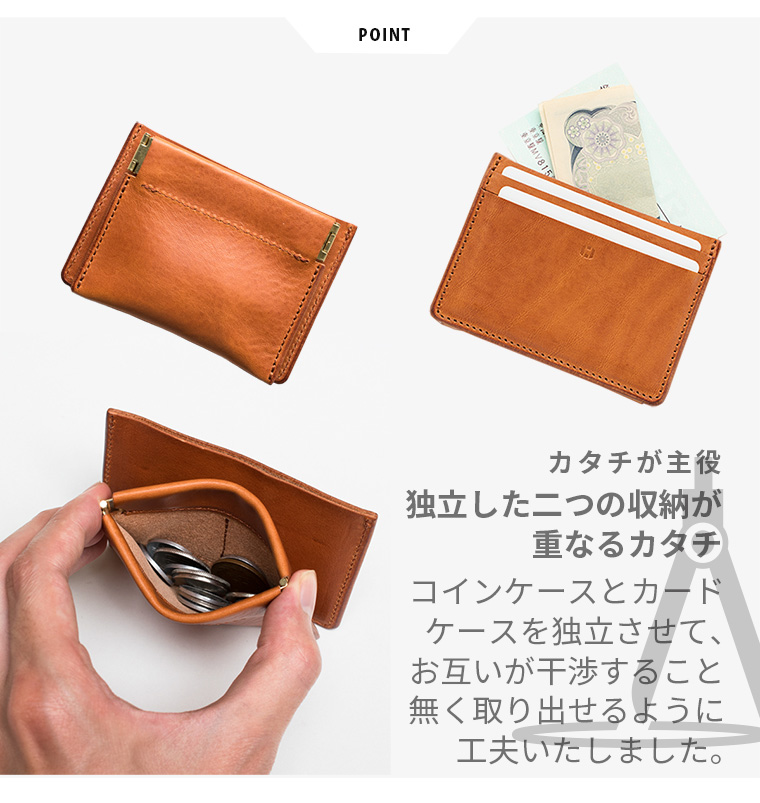 POINT
カタチが主役
独立した二つの収納が
重なるカタチ
コインケースとカード
ケースを独立させて、
お互いが干渉すること
無く取り出せるように
工夫いたしました。